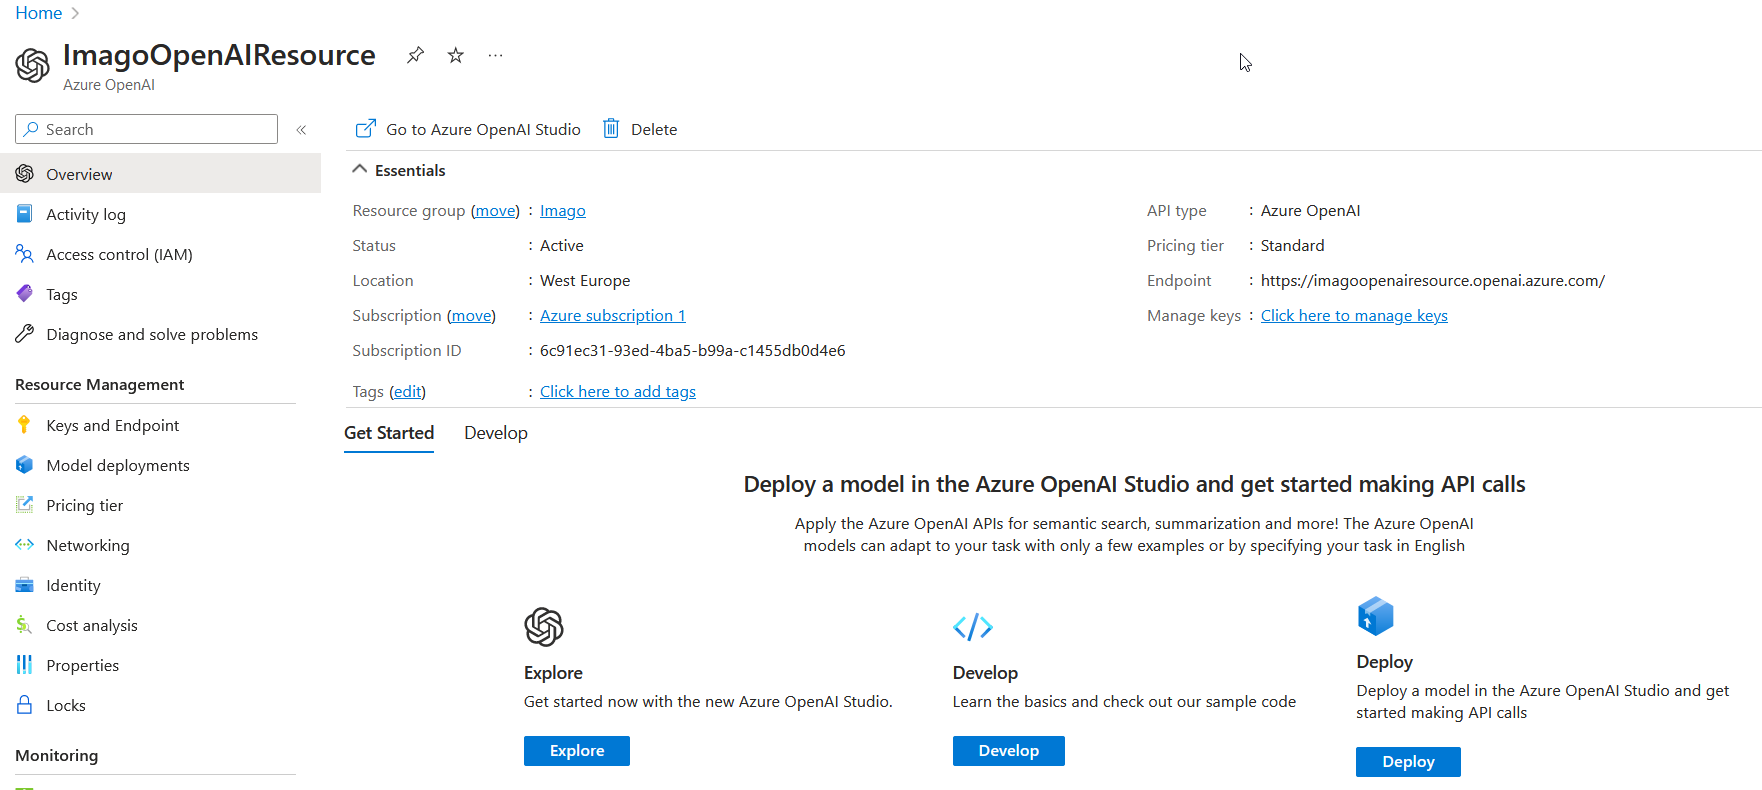 Home
ImagoOpenAIResource
Azure OpenAI
Search
Overview
Activity log
Access control (IAM)
Tags
Diagnose and solve problems
Resource Management
Keys and Endpoint
Model deployments
Pricing tier
Networking
Identity
Cost analysis
Properties
Locks
Monitoring
Go to Azure OpenAI Studio Delete
Essentials
Resource group (move) : Imago
Status : Active
Location : West Europe
Subscription (move) : Azure subscription 1
Subscription ID : 6c91ec31-93ed-4ba5-b99a-c1455db0d4e6
Tags (edit) : Click here to add tags
API type : Azure OpenAI
Pricing tier : Standard
Endpoint : https://imagoopenairesource.openai.azure.com/
Manage keys : Click here to manage keys
Get Started Develop
Deploy a model in the Azure OpenAI Studio and get started making API calls
Apply the Azure OpenAI APIs for semantic search, summarization and more! The Azure OpenAI
models can adapt to your task with only a few examples or by specifying your task in English
Explore
Get started now with the new Azure OpenAI Studio.
Explore
Develop
Learn the basics and check out our sample code
Develop
Deploy
Deploy a model in the Azure OpenAI Studio and get
started making API calls
Deploy